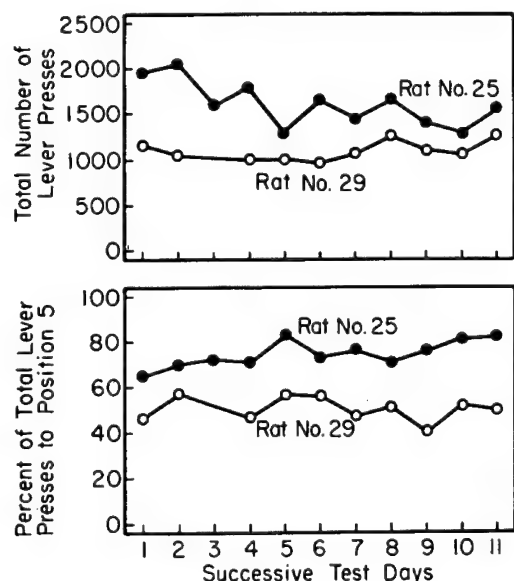 Total Number of
Lever Presses
2500
2000
1500
1000
500
0
Rat No. 25
Rat No. 29
Percent of Total Lever
Presses to Position 5
100
80
60
40
20
0
Rat No. 25
Rat No. 29
1 2 3 4 5 6 7 8 9 10 11
Successive Test Days